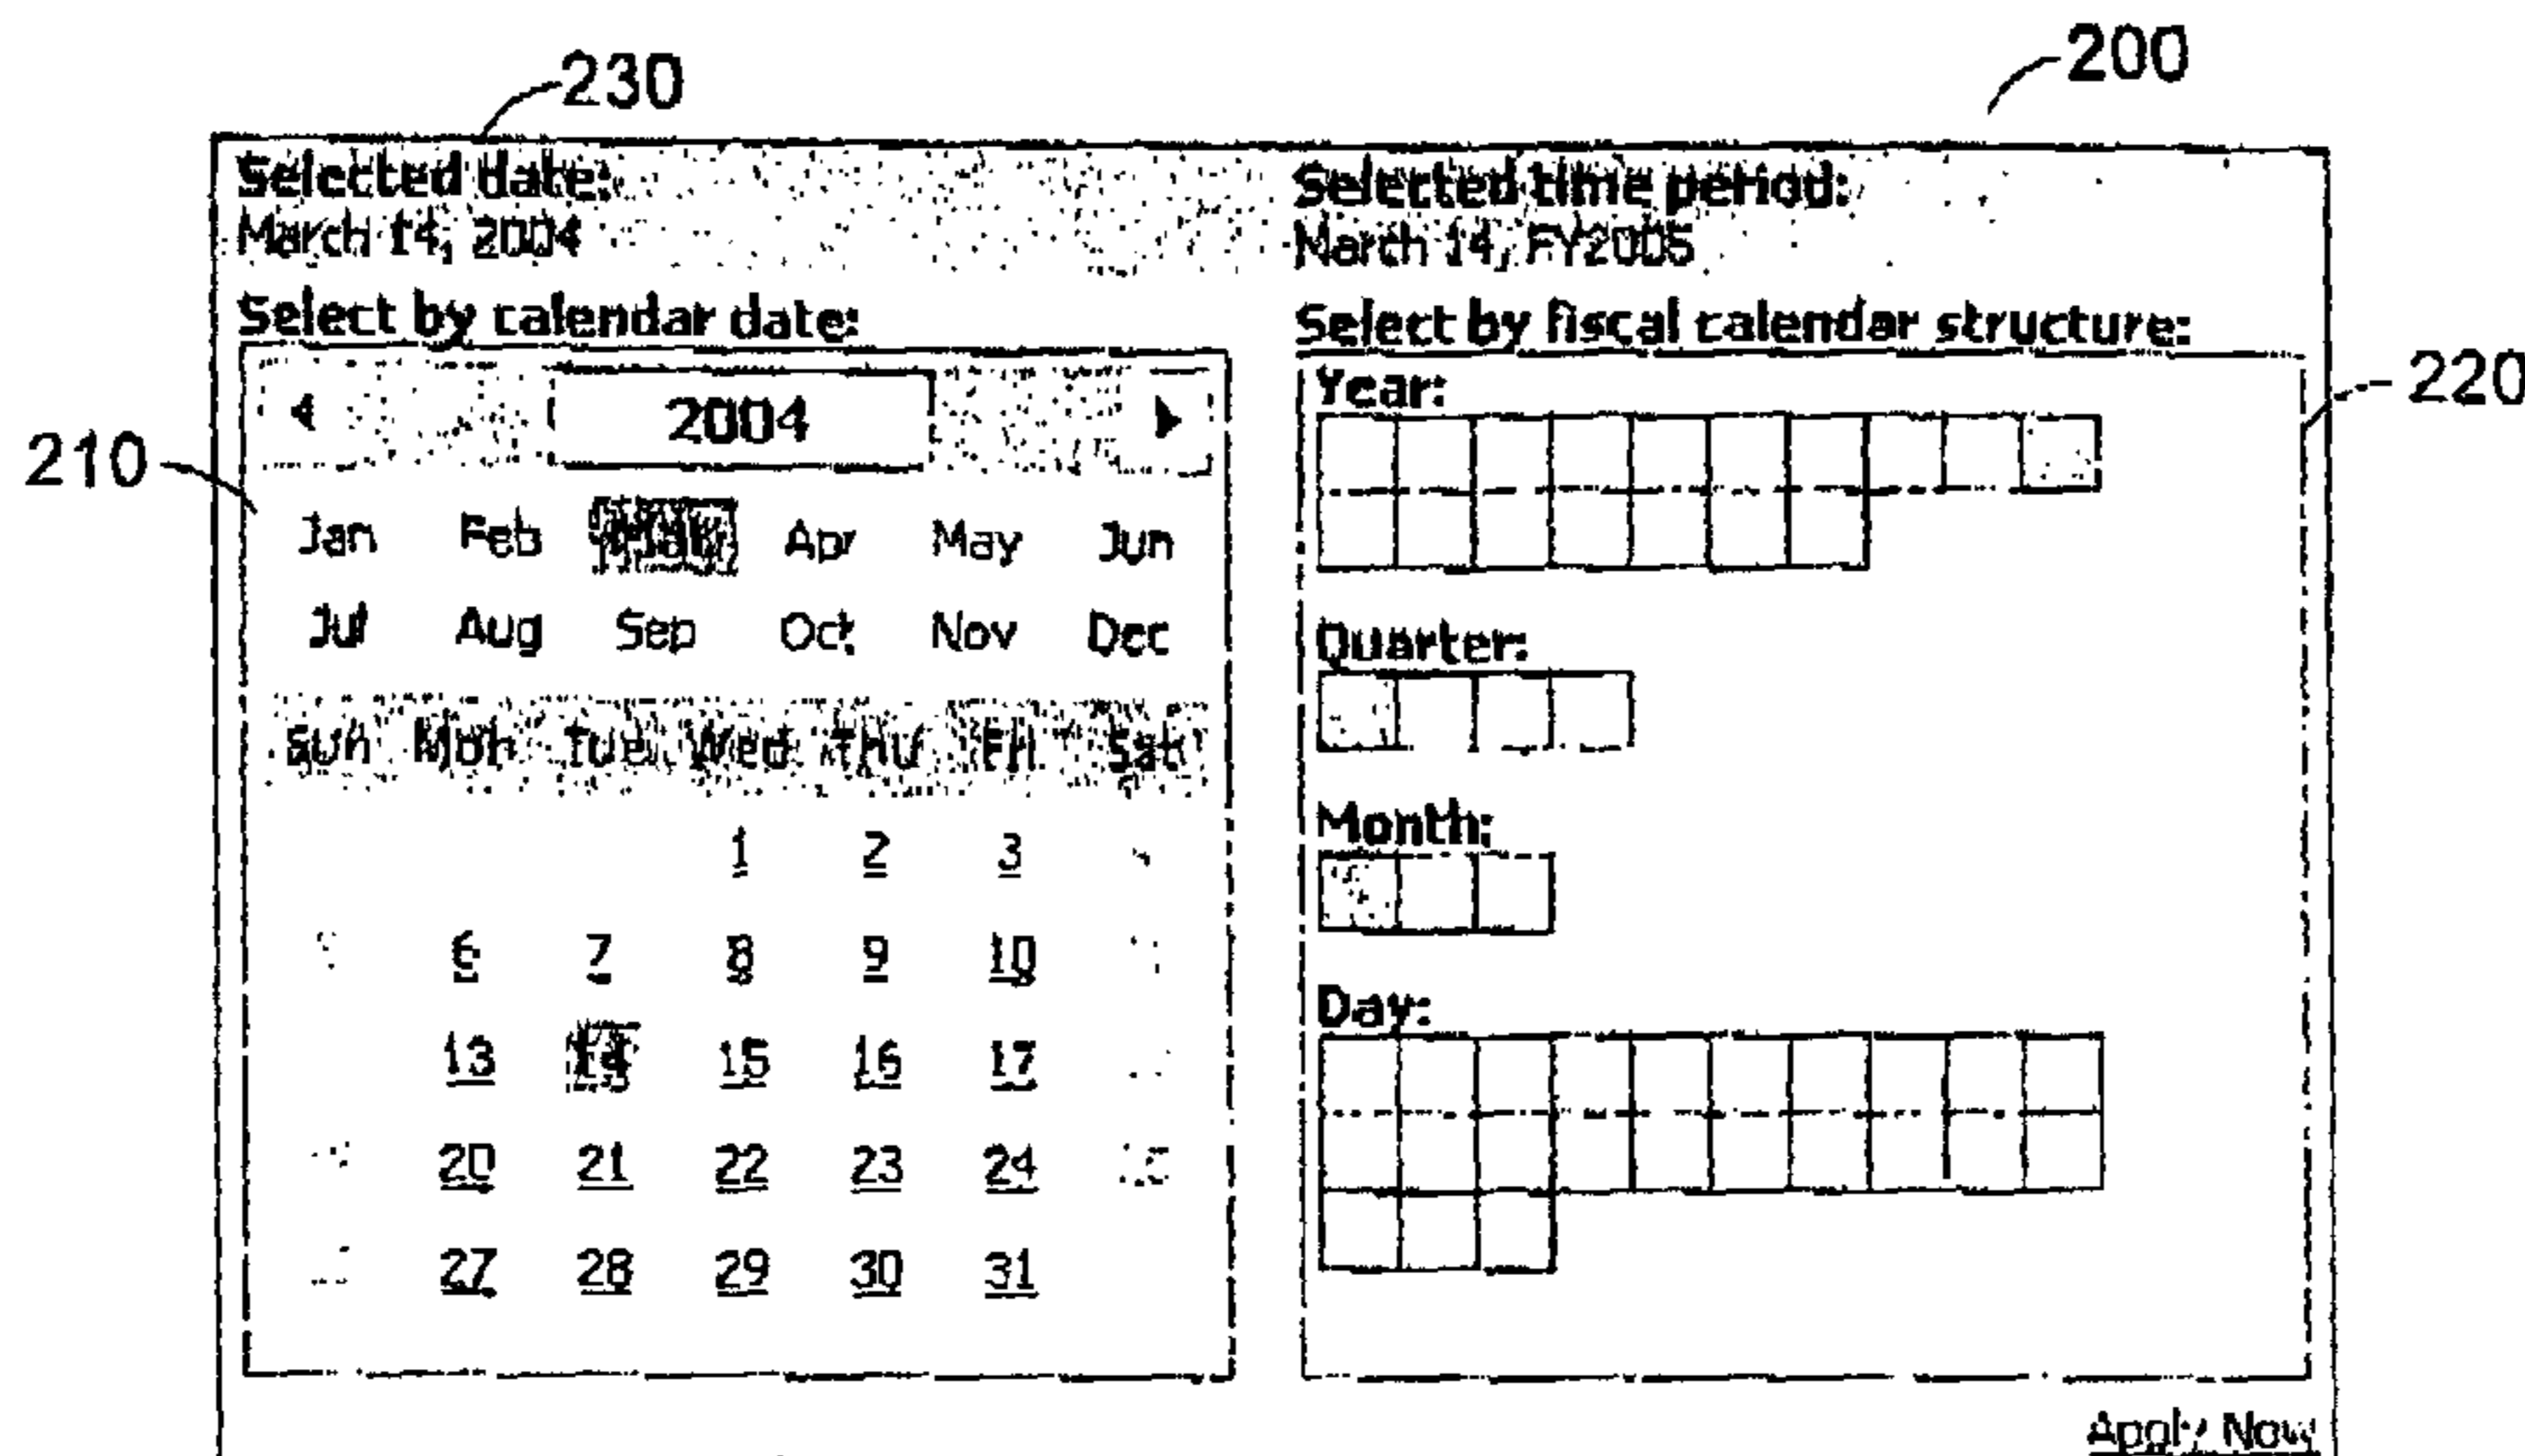 230
200
Selected date:
March 14, 2004
Selected time period:
March 14, FY2005
Select by calendar date:
Select by fiscal calendar structure:
210
220
2004
Jan Feb Mar Apr May Jun
Jul Aug Sep Oct Nov Dec
Sun Mon Tue Wed Thu Fri Sat
1 2 3
6 7 8 9 10
13 14 15 16 17
20 21 22 23 24
27 28 29 30 31
Year:
Quarter:
Month:
Day:
Apply Now